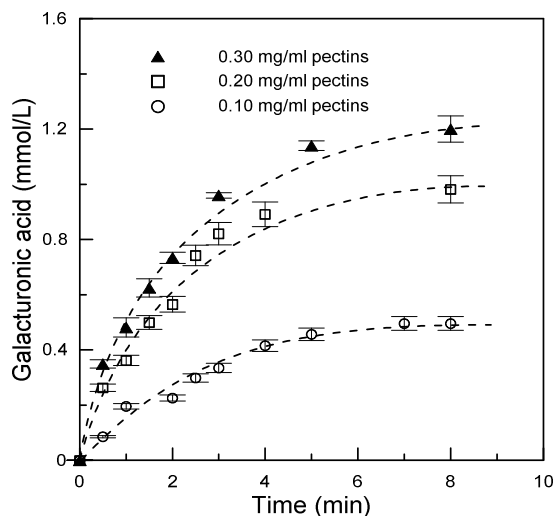 1.6
0.30 mg/ml pectins
0.20 mg/ml pectins
0.10 mg/ml pectins
1.2
0.8
0.4
0
Galacturonic acid (mmol/L)
0 2 4 6 8 10
Time (min)